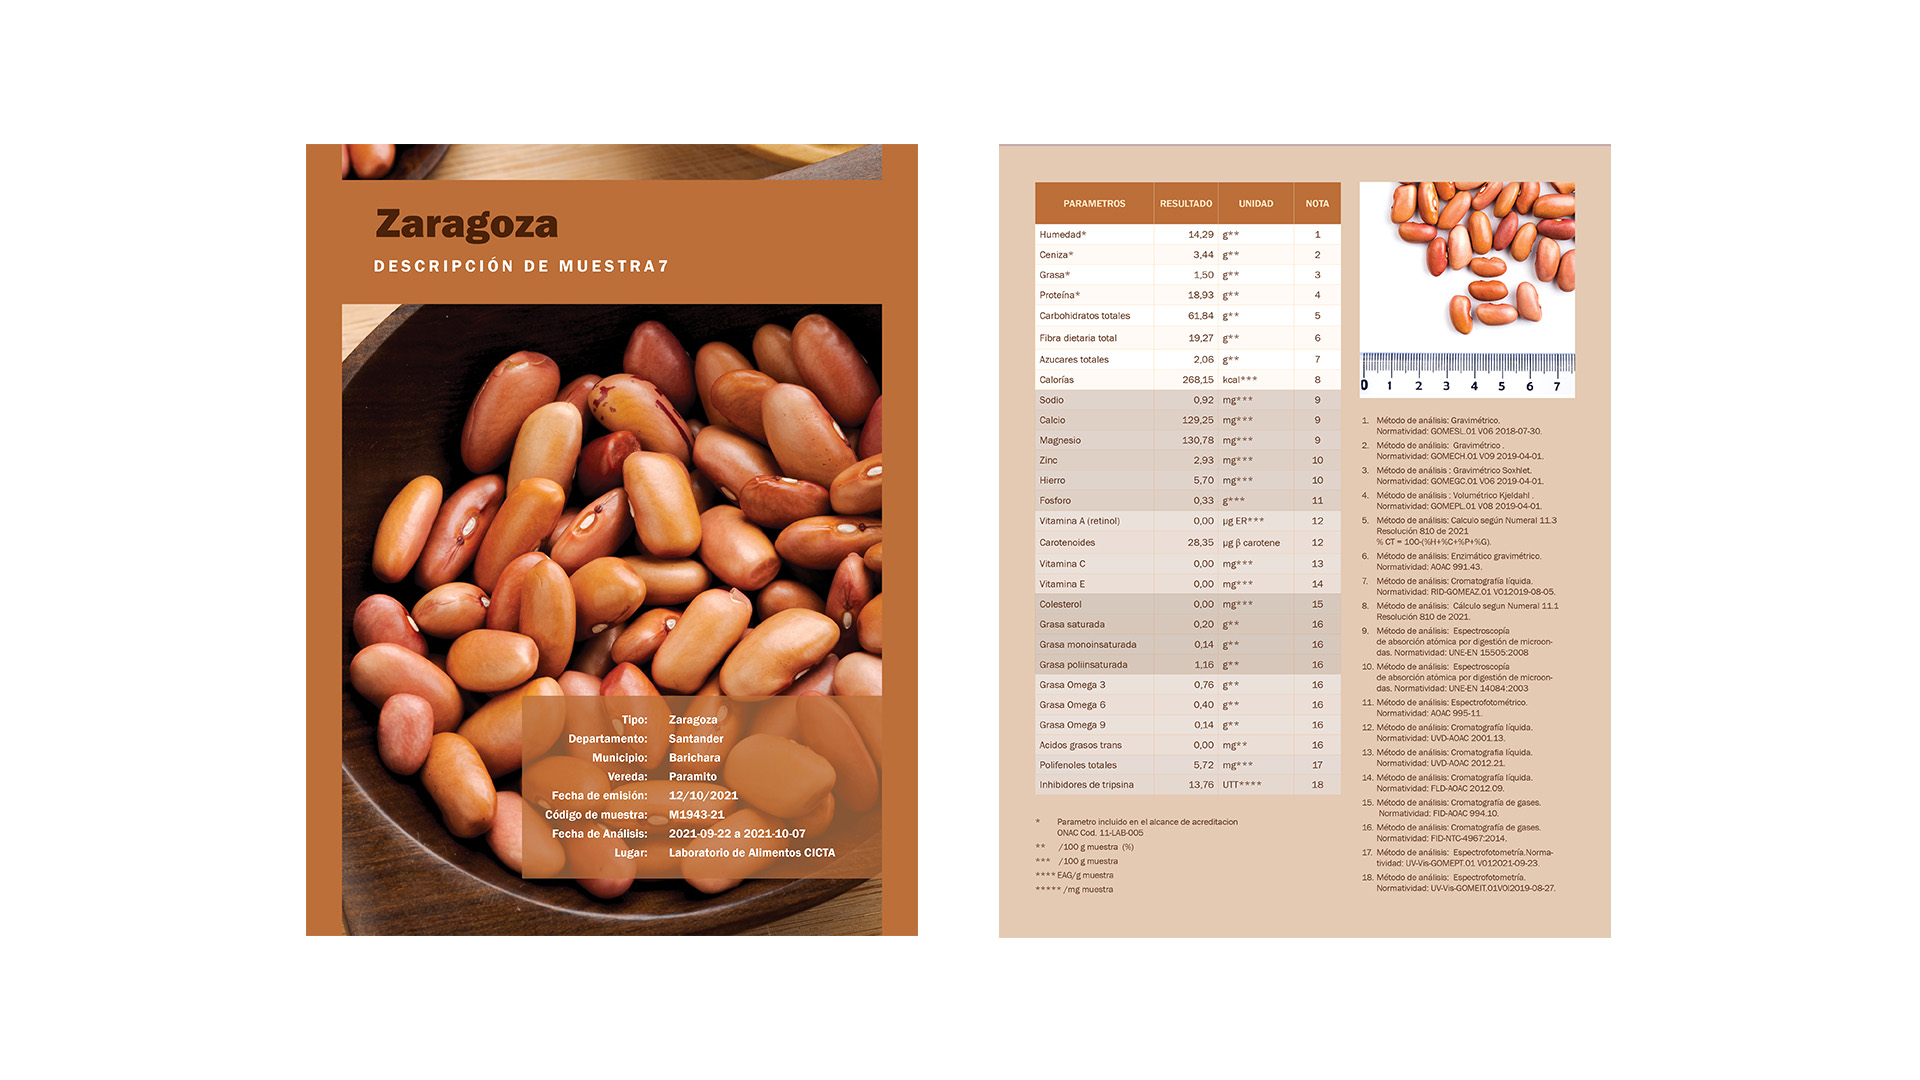 Zaragoza
DESCRIPCIÓN DE MUESTRA7
Tipo: Zaragoza
Departamento: Santander
Municipio: Barichara
Vereda: Paramito
Fecha de emisión: 12/10/2021
Código de muestra: M1943-21
Fecha de Análisis: 2021-09-22 a 2021-10-07
Lugar: Laboratorio de Alimentos CICTA
PARAMETROS RESULTADO UNIDAD NOTA
Humedad* 14,29 g** 1
Ceniza* 3,44 g** 2
Grasa* 1,50 g** 3
Proteína* 18,93 g** 4
Carbohidratos totales 61,84 g** 5
Fibra dietaria total 19,27 g** 6
Azucares totales 2,06 g** 7
Calorías 268,15 kcal*** 8
Sodio 0,92 mg*** 9
Calcio 129,25 mg*** 9
Magnesio 130,78 mg*** 9
Zinc 2,93 mg*** 10
Hierro 5,70 mg*** 10
Fosforo 0,33 g*** 11
Vitamina A (retinol) 0,00 µg ER*** 12
Carotenoides 28,35 µg β carotene 12
Vitamina C 0,00 mg*** 13
Vitamina E 0,00 mg*** 14
Colesterol 0,00 mg*** 15
Grasa saturada 0,20 g** 16
Grasa monoinsaturada 0,14 g** 16
Grasa poliinsaturada 1,16 g** 16
Grasa Omega 3 0,76 g** 16
Grasa Omega 6 0,40 g** 16
Grasa Omega 9 0,14 g** 16
Acidos grasos trans 0,00 mg** 16
Polifenoles totales 5,72 mg*** 17
Inhibidores de tripsina 13,76 UTT**** 18
* Parametro incluido en el alcance de acreditacion
ONAC Cod. 11-LAB-005
** /100 g muestra (%)
*** /100 g muestra
**** EAG/g muestra
***** /mg muestra
0 1 2 3 4 5 6 7
1. Método de análisis: Gravimétrico.
Normatividad: GOMESL.01 V06 2018-07-30.
2. Método de análisis: Gravimétrico .
Normatividad: GOMECH.01 V09 2019-04-01.
3. Método de análisis : Gravimétrico Soxhlet.
Normatividad: GOMEGC.01 V06 2019-04-01.
4. Método de análisis : Volumétrico Kjeldahl .
Normatividad: GOMEPL.01 V08 2019-04-01.
5. Método de análisis: Calculo según Numeral 11.3
Resolución 810 de 2021
% CT = 100-(%H+%C+%P+%G).
6. Método de análisis: Enzimático gravimétrico.
Normatividad: AOAC 991.43.
7. Método de análisis: Cromatografía líquida.
Normatividad: RID-GOMEAZ.01 V012019-08-05.
8. Método de análisis: Cálculo segun Numeral 11.1
Resolución 810 de 2021.
9. Método de análisis: Espectroscopía
de absorción atómica por digestión de microon-
das. Normatividad: UNE-EN 15505:2008
10. Método de análisis: Espectroscopía
de absorción atómica por digestión de microon-
das. Normatividad: UNE-EN 14084:2003
11. Método de análisis: Espectrofotométrico.
Normatividad: AOAC 995-11.
12. Método de análisis: Cromatografía líquida.
Normatividad: UVD-AOAC 2001.13.
13. Método de análisis: Cromatografia líquida.
Normatividad: UVD-AOAC 2012.21.
14. Método de análisis: Cromatografía líquida.
Normatividad: FLD-AOAC 2012.09.
15. Método de análisis: Cromatografía de gases.
Normatividad: FID-AOAC 994.10.
16. Método de análisis: Cromatografía de gases.
Normatividad: FID-NTC-4967:2014.
17. Método de análisis: Espectrofotometría.Norma-
tividad: UV-Vis-GOMEPT.01 V012021-09-23.
18. Método de análisis: Espectrofotometría.
Normatividad: UV-Vis-GOMEIT.01V0I2019-08-27.